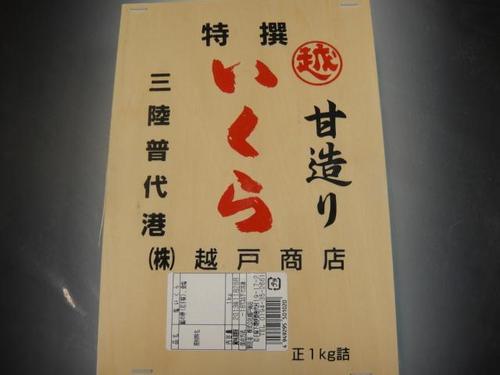 特撰
越
いくら
甘造り
三陸普代港
(株)越戸商店
正1kg詰